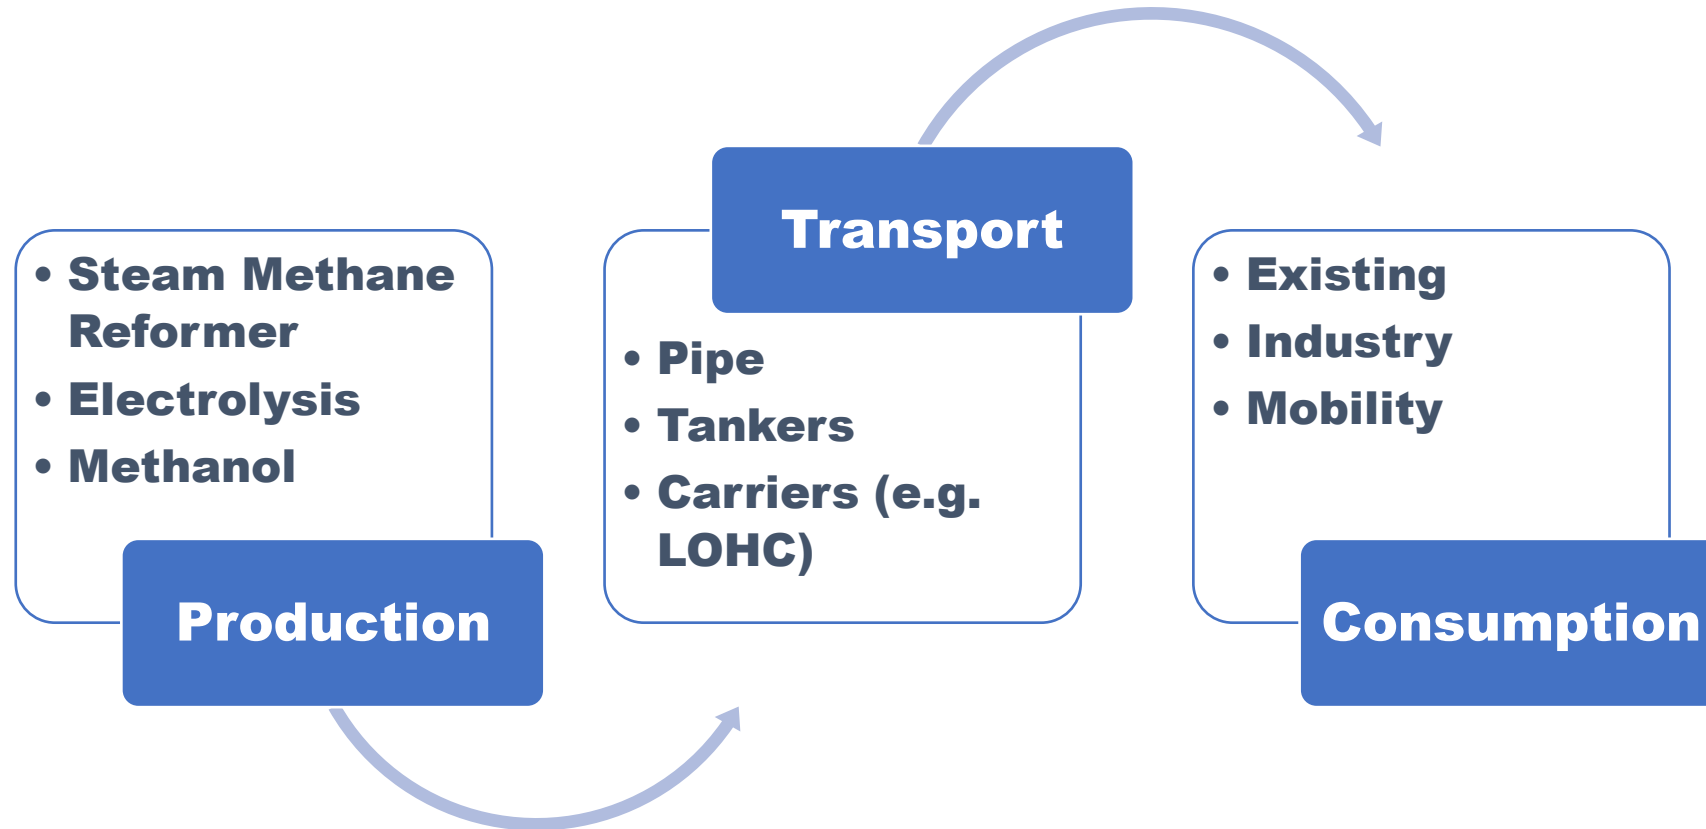 • Steam Methane
Reformer
• Electrolysis
• Methanol
Production
Transport
• Pipe
• Tankers
• Carriers (e.g.
LOHC)
• Existing
• Industry
• Mobility
Consumption